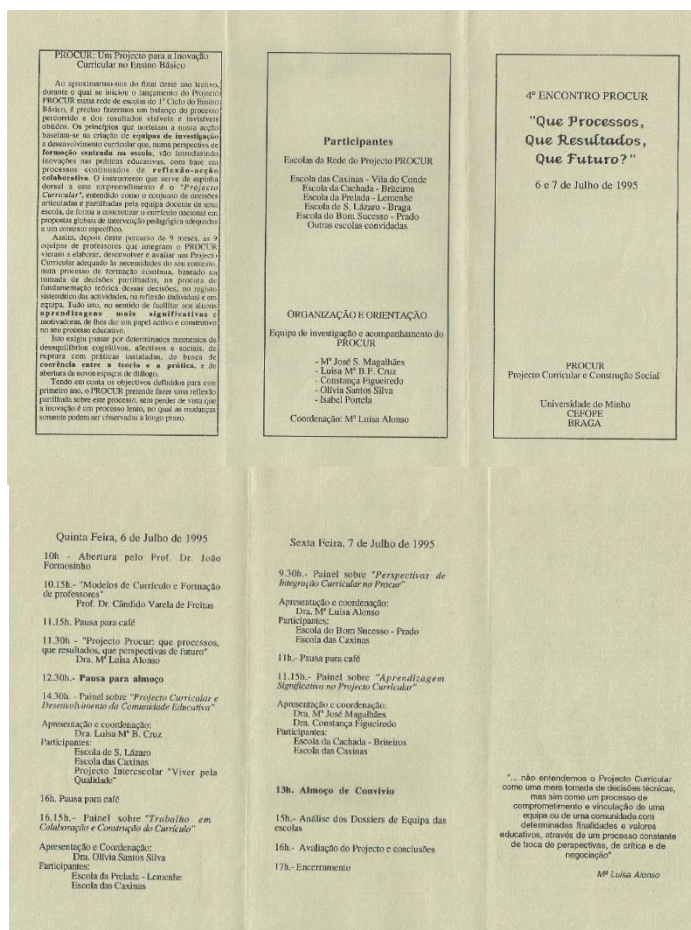 PROCUR: Um Projecto para a Inovação
Curricular no Ensino Básico
Ao aproximarmo-nos do final deste ano lectivo,
durante o qual se iniciou o lançamento do Projecto
PROCUR numa rede de escolas do 1º Ciclo do Ensino
Básico, é preciso fazermos um balanço do processo
percorrido e dos resultados visíveis e invisíveis
obtidos. Os princípios que norteiam a nossa acção
baseiam-se na criação de equipas de investigação
e desenvolvimento curricular que, numa perspectiva de
formação centrada na escola, vão introduzindo
inovações nas práticas educativas, com base em
processos continuados de reflexão-acção
colaborativa. O instrumento que serve de espinha
dorsal a este empreendimento é o "Projecto
Curricular", entendido como o conjunto de decisões
articuladas e partilhadas pela equipa docente de uma
escola, de forma a concretizar o currículo nacional em
propostas globais de intervenção pedagógica adequadas
a um contexto específico.
Assim, depois deste percurso de 9 meses, as 9
equipas de professores que integram o PROCUR
vieram a elaborar, desenvolver e avaliar um Projecto
Curricular adequado às necessidades do seu contexto,
num processo de formação contínua, baseado na
tomada de decisões partilhadas, na procura de
fundamentação teórica dessas decisões, no registo
sistemático das actividades, na reflexão individual e em
equipa. Tudo isto, no sentido de facilitar aos alunos
aprendizagens mais significativas e
motivadoras, de lhes dar um papel activo e construtivo
no seu processo educativo.
Isto exigiu passar por determinados momentos de
desequilíbrios cognitivos, afectivos e sociais, de
ruptura com práticas instaladas, de busca de
coerência entre a teoria e a prática, e de
abertura de novos espaços de diálogo.
Tendo em conta os objectivos definidos para este
primeiro ano, o PROCUR pretende fazer uma reflexão
partilhada sobre este processo, sem perder de vista que
a inovação é um processo lento, no qual as mudanças
somente podem ser observadas a longo prazo.
Participantes
Escolas da Rede do Projecto PROCUR
Escola das Caxinas - Vila do Conde
Escola da Cachada - Briteiros
Escola da Prelada - Lemenhe
Escola de S. Lázaro - Braga
Escola do Bom Sucesso - Prado
Outras escolas convidadas
ORGANIZAÇÃO E ORIENTAÇÃO
Equipa de investigação e acompanhamento do
PROCUR
- Mª José S. Magalhães
- Luisa Mª B.F. Cruz
- Constança Figueiredo
- Olívia Santos Silva
- Isabel Portela
Coordenação: Mª Luisa Alonso
4º ENCONTRO PROCUR
"Que Processos,
Que Resultados,
Que Futuro?"
6 e 7 de Julho de 1995
PROCUR
Projecto Curricular e Construção Social
Universidade do Minho
CEFOPE
BRAGA
Quinta Feira, 6 de Julho de 1995
10h - Abertura pelo Prof. Dr. João
Formosinho
10.15h.- "Modelos de Currículo e Formação
de professores"
Prof. Dr. Cândido Varela de Freitas
11.15h. Pausa para café
11.30h - "Projecto Procur: que processos,
que resultados, que perspectivas de futuro"
Dra. Mª Luisa Alonso
12.30h.- Pausa para almoço
14.30h. - Painel sobre "Projecto Curricular e
Desenvolvimento da Comunidade Educativa"
Apresentação e coordenação:
Dra. Luisa Mª B. Cruz
Participantes:
Escola de S. Lázaro
Escola das Caxinas
Projecto Interescolar "Viver pela
Qualidade"
16h. Pausa para café
16.15h.- Painel sobre "Trabalho em
Colaboração e Construção do Currículo"
Apresentação e Coordenação:
Dra. Olívia Santos Silva
Participantes:
Escola da Prelada - Lemenhe
Escola das Caxinas
Sexta Feira, 7 de Julho de 1995
9.30h.- Painel sobre "Perspectivas de
Integração Curricular no Procur"
Apresentação e coordenação:
Dra. Mª Luisa Alonso
Participantes:
Escola do Bom Sucesso - Prado
Escola das Caxinas
11h.- Pausa para café
11.15h.- Painel sobre "Aprendizagem
Significativa no Projecto Curricular"
Apresentação e coordenação:
Dra. Mª José Magalhães
Dra. Constança Figueiredo
Participantes:
Escola da Cachada - Briteiros
Escola das Caxinas
13h. Almoço de Convívio
15h.- Análise dos Dossiers de Equipa das
escolas
16h.- Avaliação do Projecto e conclusões
17h.- Encerramento
"... não entendemos o Projecto Curricular
como uma mera tomada de decisões técnicas,
mas sim como um processo de
comprometimento e vinculação de uma
equipa ou de uma comunidade com
determinadas finalidades e valores
educativos, através de um processo constante
de troca de perspectivas, de crítica e de
negociação"
Mª Luisa Alonso